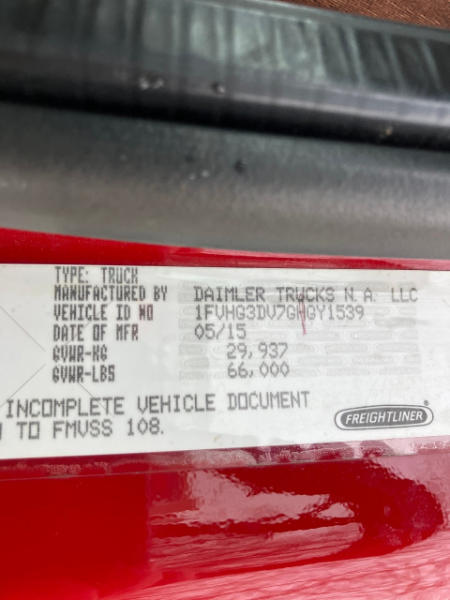 TYPE: TRUCK
MANUFACTURED BY DAIMLER TRUCKS N.A. LLC
VEHICLE ID NO 1FVHG3DV7GHGY1539
DATE OF MFR 05/15
GVWR-KG 29,937
GVWR-LBS 66,000
INCOMPLETE VEHICLE DOCUMENT
TO FMVSS 108.
FREIGHTLINER